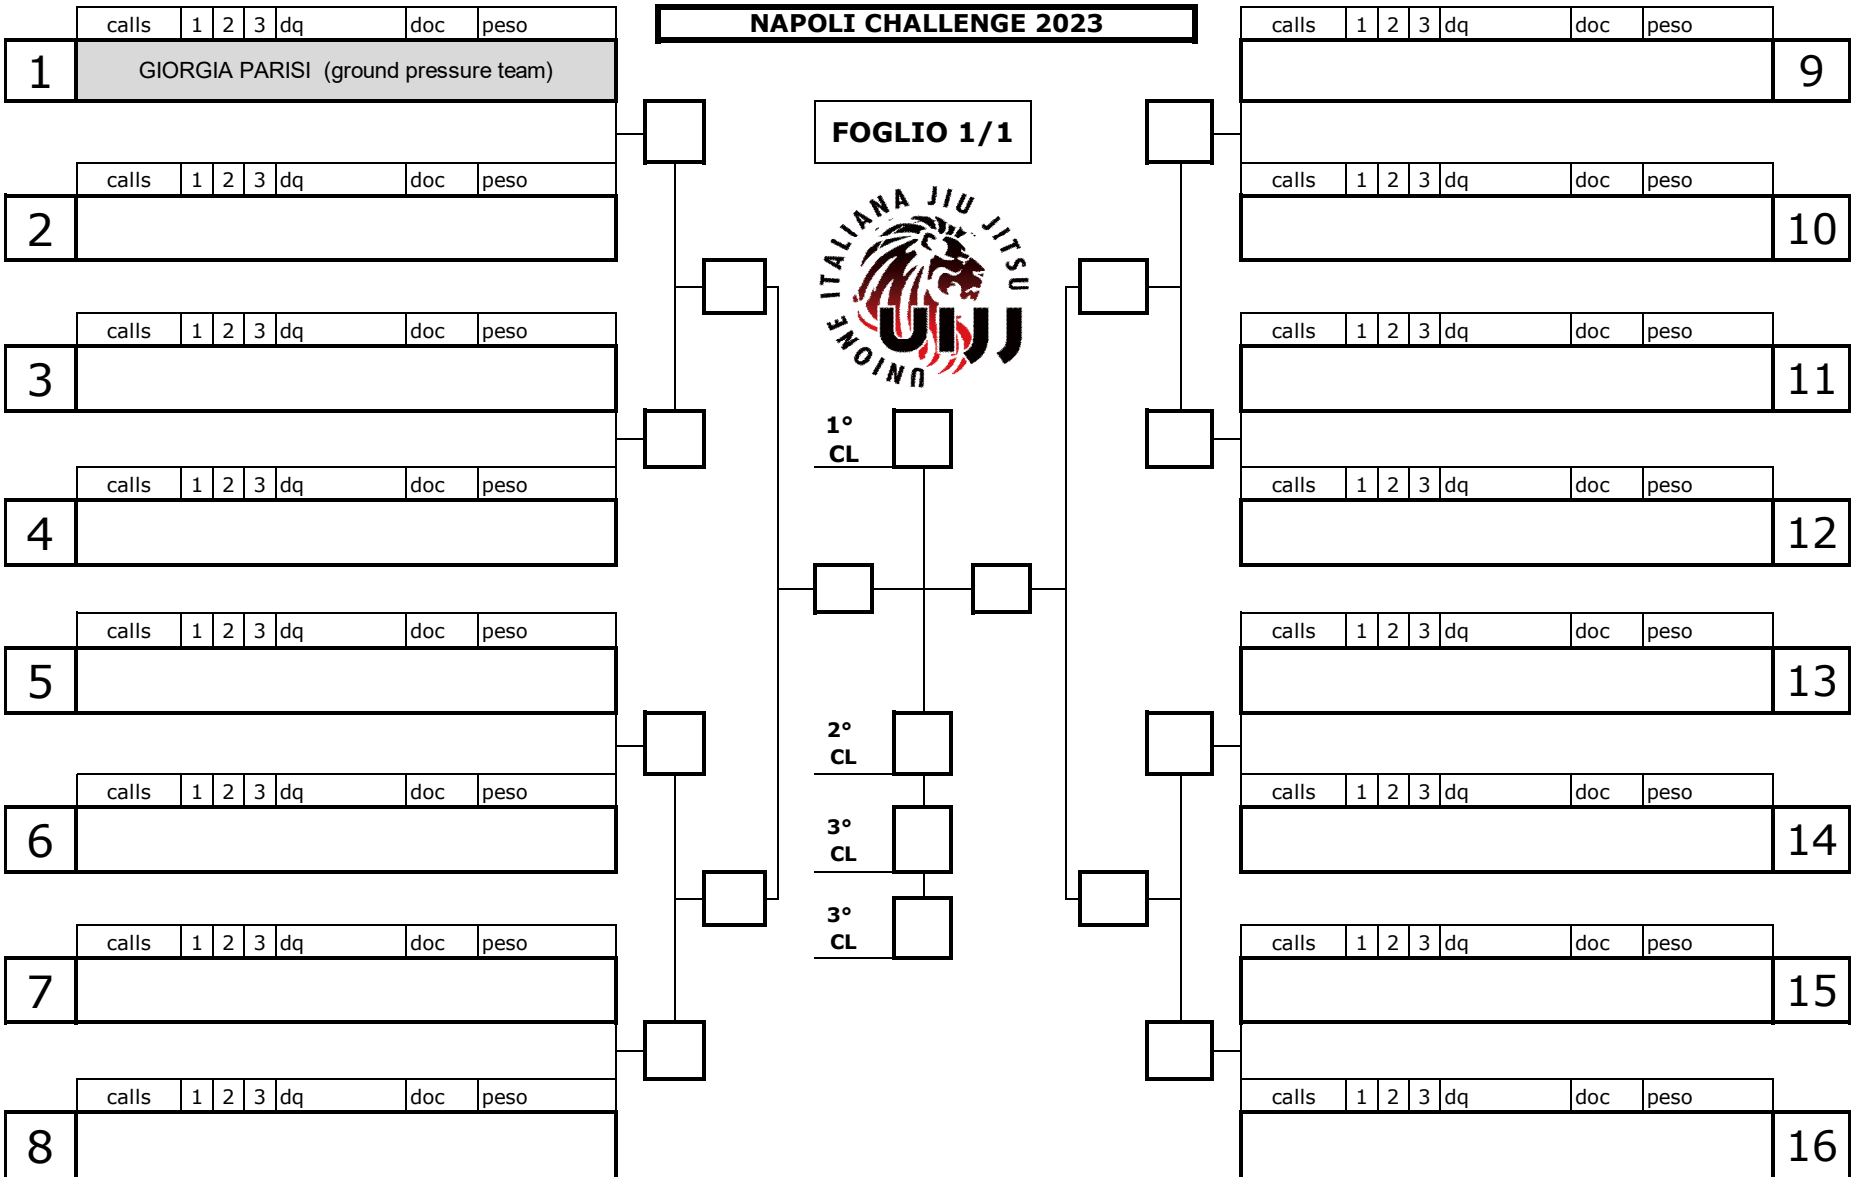 NAPOLI CHALLENGE 2023
FOGLIO 1/1
UNIONE ITALIANA JIU JITSU
UIJJ
calls 1 2 3 dq doc peso
1 GIORGIA PARISI (ground pressure team)
calls 1 2 3 dq doc peso
2
calls 1 2 3 dq doc peso
3
calls 1 2 3 dq doc peso
4
calls 1 2 3 dq doc peso
5
calls 1 2 3 dq doc peso
6
calls 1 2 3 dq doc peso
7
calls 1 2 3 dq doc peso
8
1°
CL
2°
CL
3°
CL
3°
CL
calls 1 2 3 dq doc peso
9
calls 1 2 3 dq doc peso
10
calls 1 2 3 dq doc peso
11
calls 1 2 3 dq doc peso
12
calls 1 2 3 dq doc peso
13
calls 1 2 3 dq doc peso
14
calls 1 2 3 dq doc peso
15
calls 1 2 3 dq doc peso
16